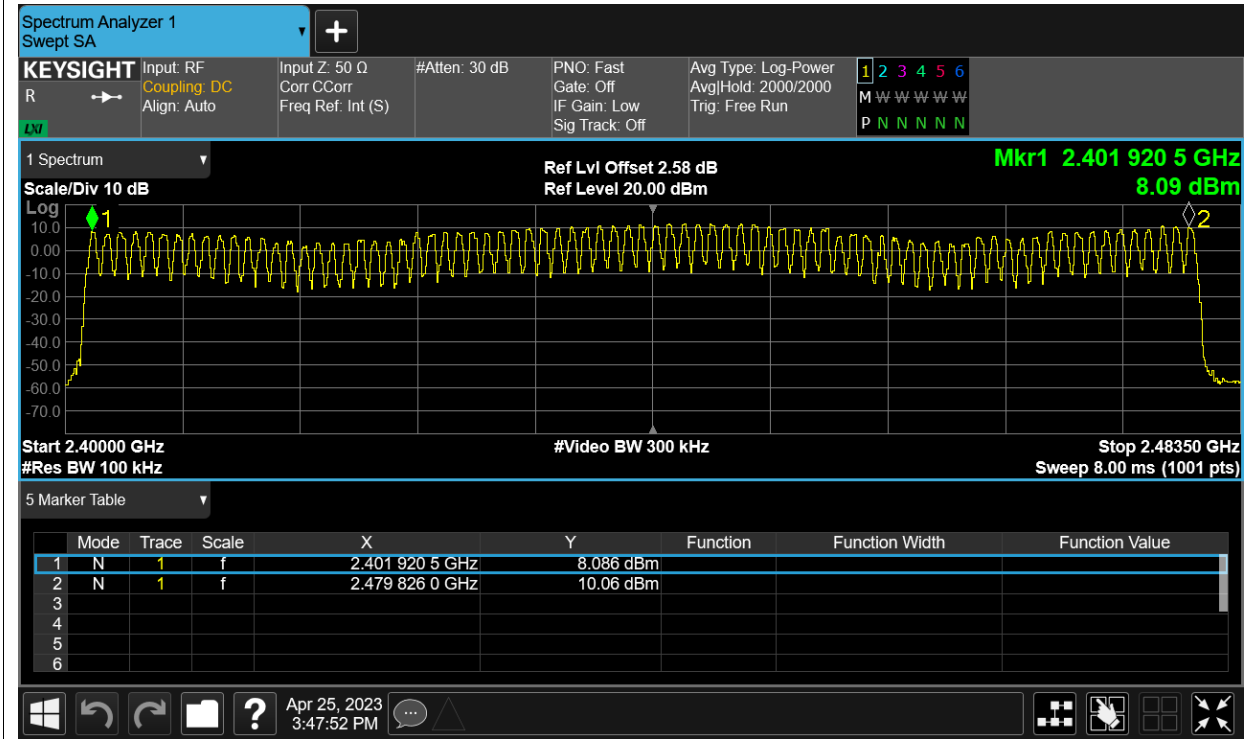 Spectrum Analyzer 1
Swept SA
+
KEYSIGHT
R
LXI
Input: RF
Coupling: DC
Align: Auto
Input Z: 50 Ω
Corr CCorr
Freq Ref: Int (S)
#Atten: 30 dB
PNO: Fast
Gate: Off
IF Gain: Low
Sig Track: Off
Avg Type: Log-Power
Avg|Hold: 2000/2000
Trig: Free Run
1 2 3 4 5 6
M W W W W W
P N N N N N
1 Spectrum
Scale/Div 10 dB
Ref Lvl Offset 2.58 dB
Ref Level 20.00 dBm
Mkr1 2.401 920 5 GHz
8.09 dBm
Log
1
2
10.0
0.00
-10.0
-20.0
-30.0
-40.0
-50.0
-60.0
-70.0
Start 2.40000 GHz
#Video BW 300 kHz
Stop 2.48350 GHz
#Res BW 100 kHz
Sweep 8.00 ms (1001 pts)
5 Marker Table
Mode Trace Scale X Y Function Function Width Function Value
1 N 1 f 2.401 920 5 GHz 8.086 dBm
2 N 1 f 2.479 826 0 GHz 10.06 dBm
3
4
5
6
?
Apr 25, 2023
3:47:52 PM